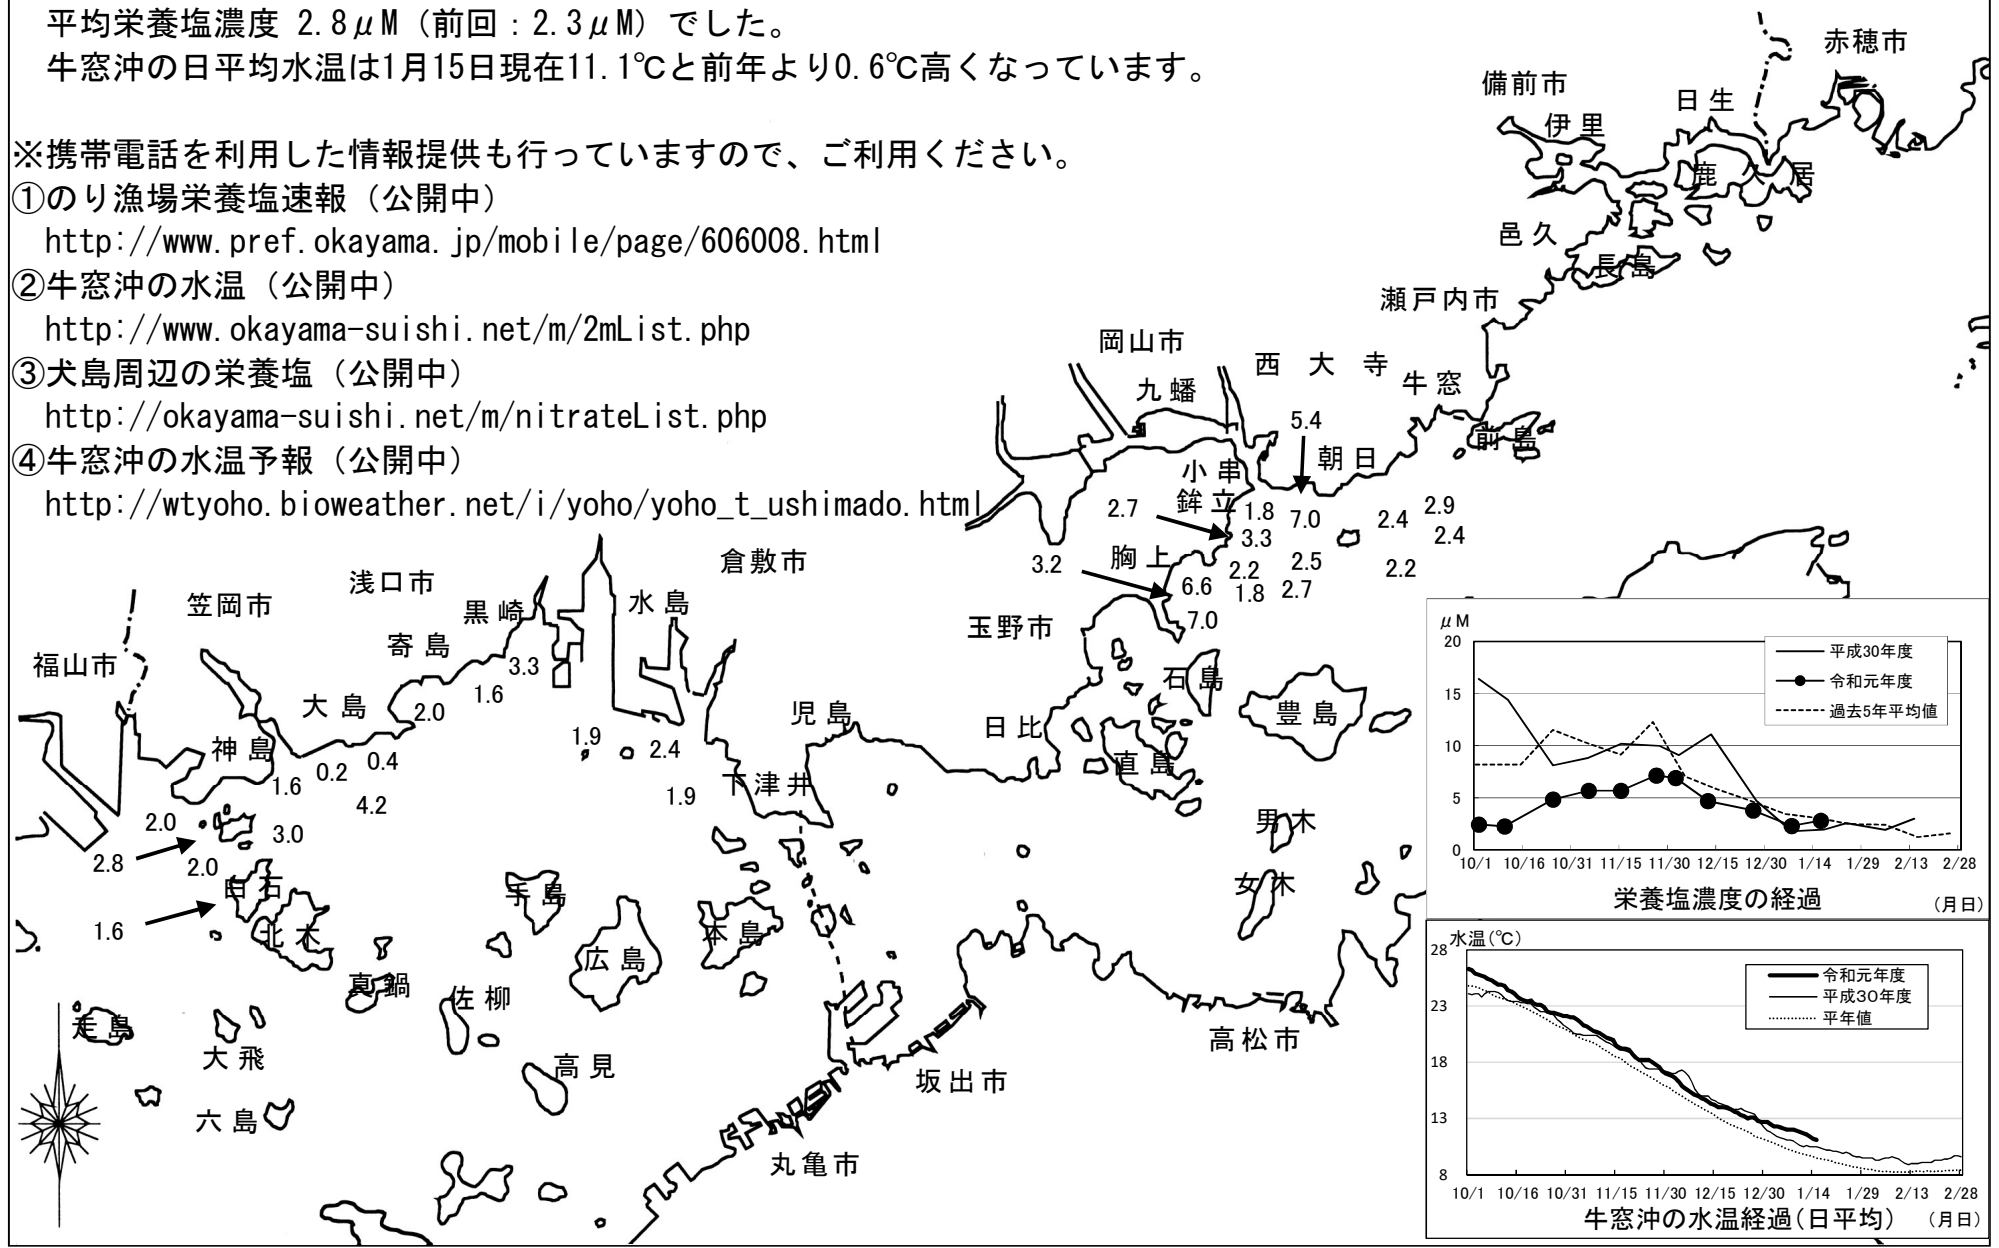 平均栄養塩濃度 2.8μM（前回：2.3μM）でした。
牛窓沖の日平均水温は1月15日現在11.1℃と前年より0.6℃高くなっています。
※携帯電話を利用した情報提供も行っていますので、ご利用ください。
①のり漁場栄養塩速報（公開中）
http://www.pref.okayama.jp/mobile/page/606008.html
②牛窓沖の水温（公開中）
http://www.okayama-suishi.net/m/2mList.php
③犬島周辺の栄養塩（公開中）
http://okayama-suishi.net/m/nitrateList.php
④牛窓沖の水温予報（公開中）
http://wtyoho.bioweather.net/i/yoho/yoho_t_ushimado.html
赤穂市
備前市
日生
伊里
鹿久居
邑久
長島
瀬戸内市
岡山市
西大寺
九蟠
牛窓
5.4
前島
朝日
小串
鉾立
2.7
1.8
7.0
2.4
2.9
3.3
2.4
胸上
3.2
2.5
2.2
2.2
6.6
1.8
2.7
7.0
玉野市
倉敷市
浅口市
笠岡市
黒崎
水島
寄島
福山市
3.3
石島
1.6
大島
2.0
児島
日比
豊島
1.9
2.4
神島
直島
0.4
0.2
1.6
下津井
1.9
4.2
2.0
3.0
男木
2.8
2.0
白石
手島
女木
1.6
北木
本島
広島
真鍋
佐柳
走島
大飛
高松市
高見
坂出市
六島
丸亀市
μM
20
15
10
5
0
平成30年度
令和元年度
過去5年平均値
10/1 10/16 10/31 11/15 11/30 12/15 12/30 1/14 1/29 2/13 2/28
栄養塩濃度の経過
（月日）
水温(℃)
28
23
18
13
8
令和元年度
平成30年度
平年値
10/1 10/16 10/31 11/15 11/30 12/15 12/30 1/14 1/29 2/13 2/28
牛窓沖の水温経過(日平均)
（月日）